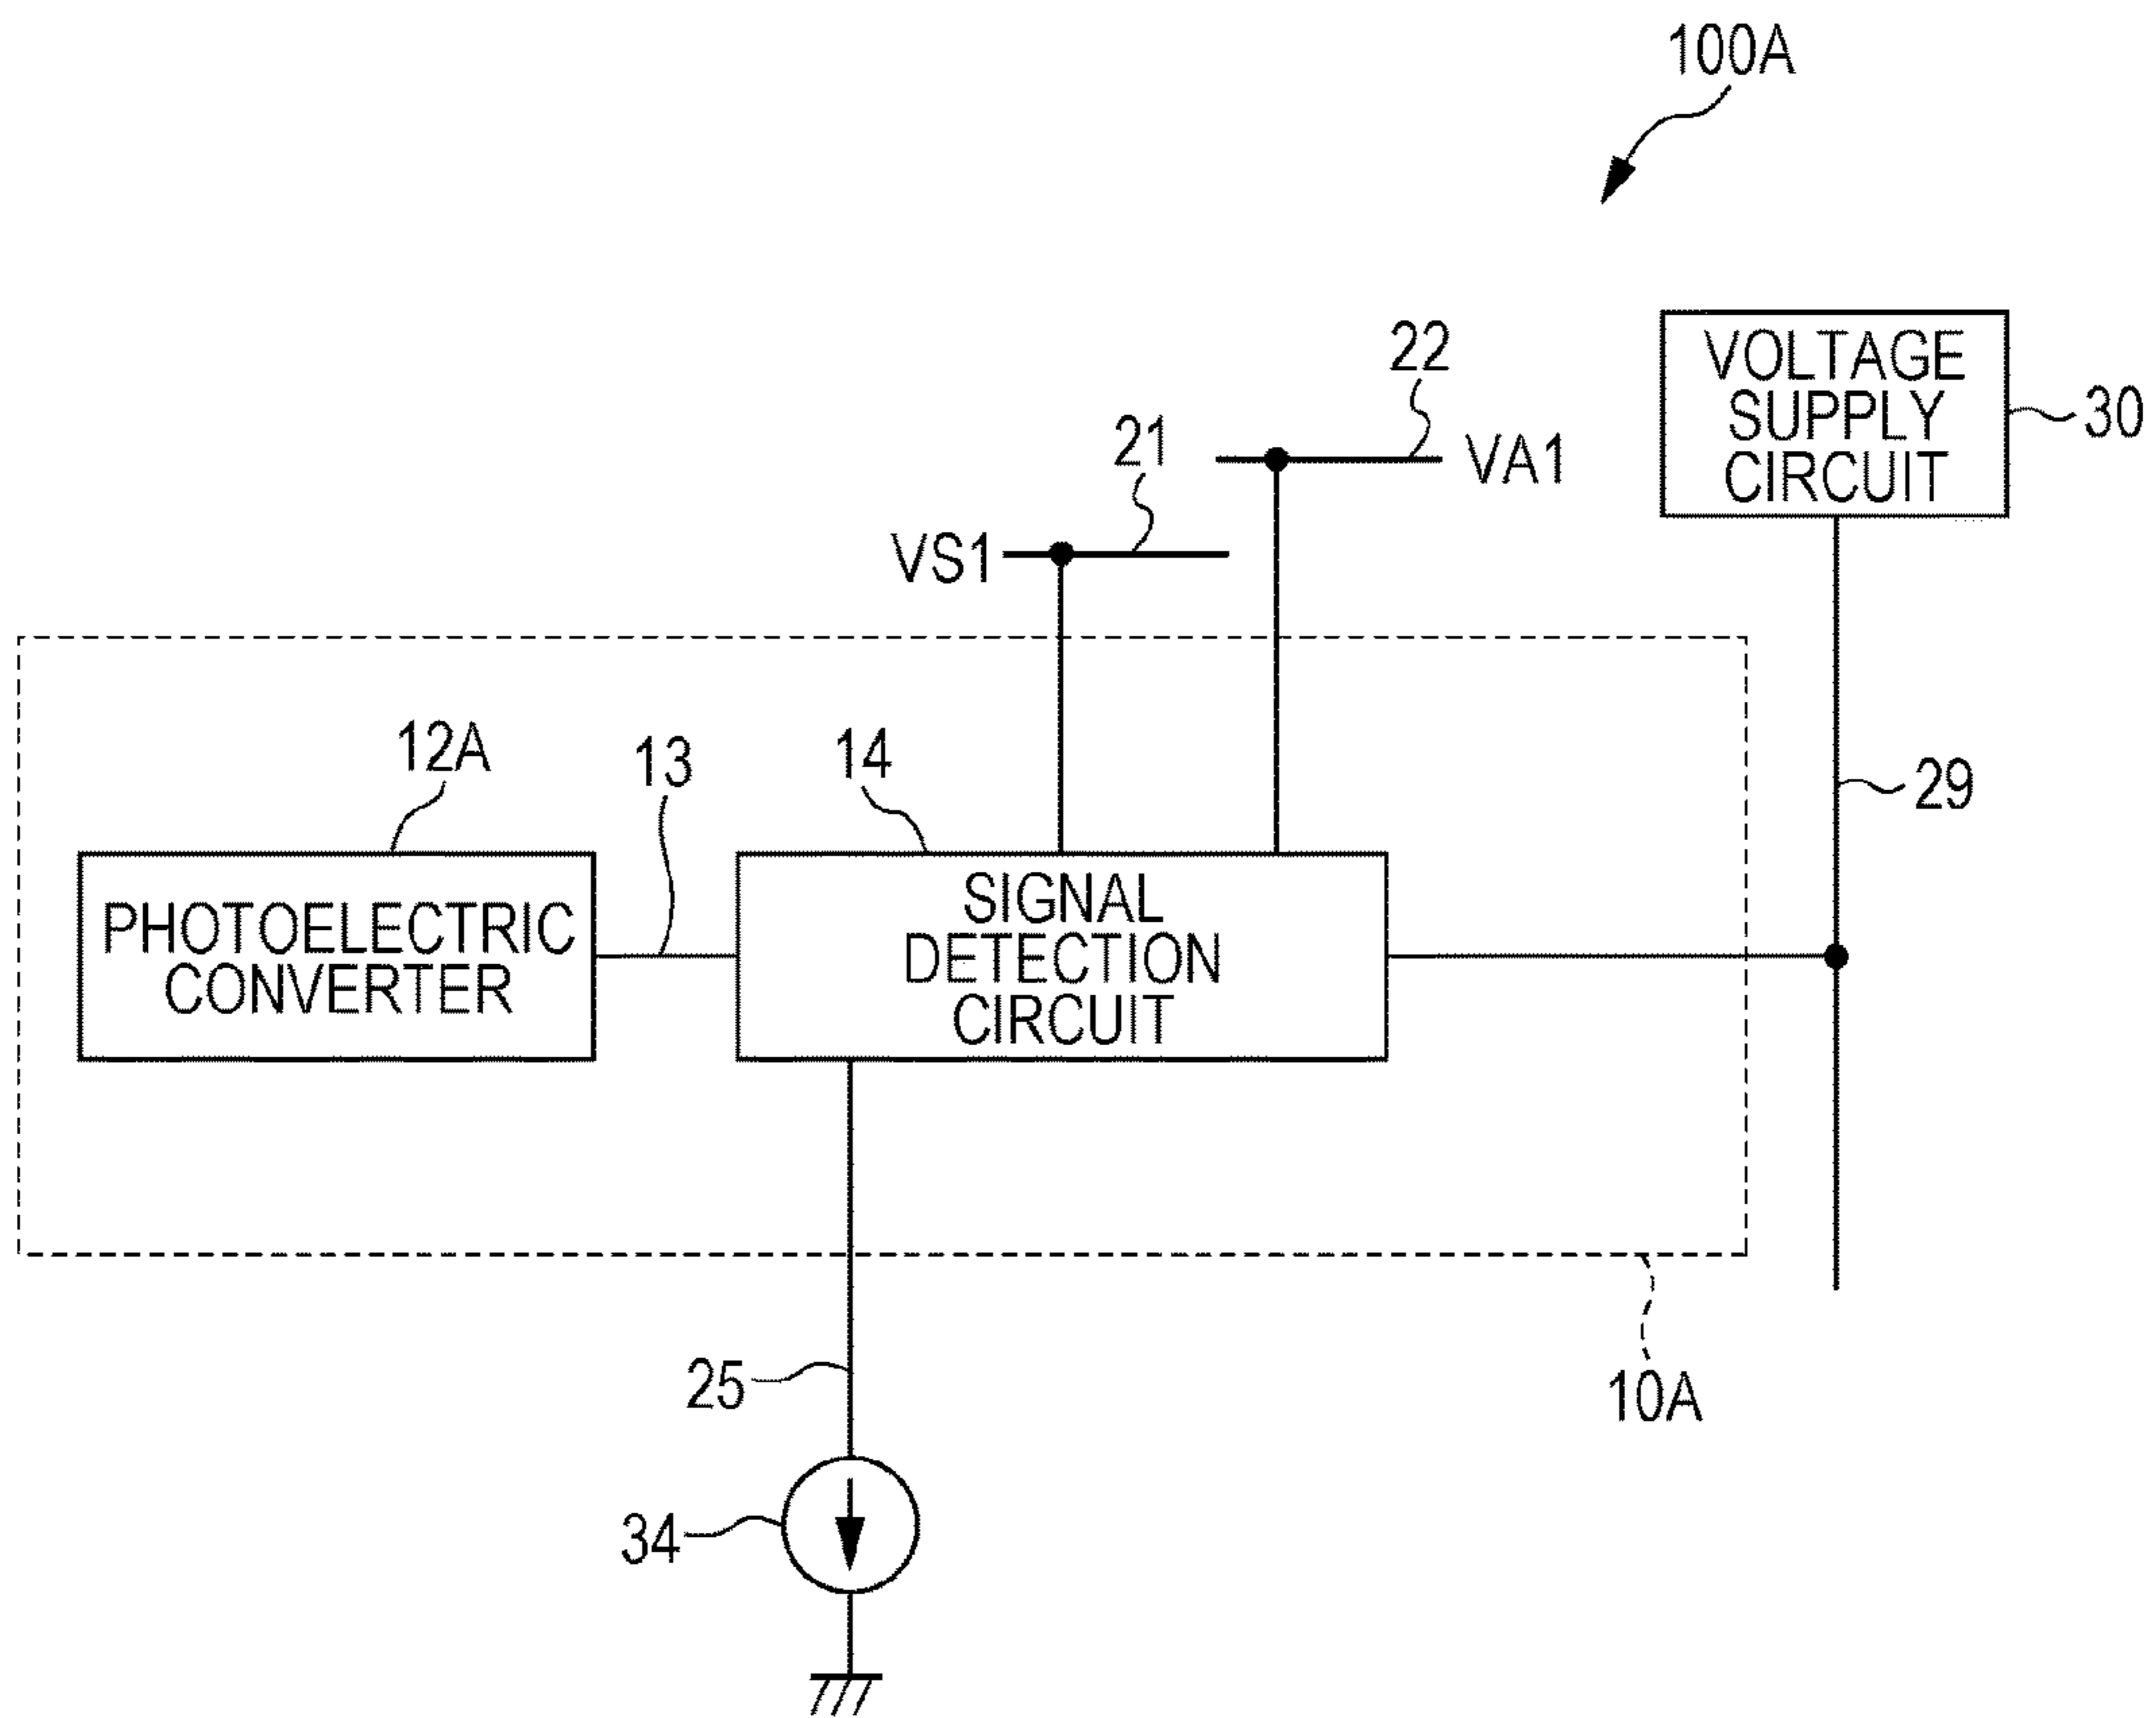 100A
22
VOLTAGE
SUPPLY
CIRCUIT
30
21
VA1
VS1
12A
13
14
29
PHOTOELECTRIC
CONVERTER
SIGNAL
DETECTION
CIRCUIT
25
10A
34